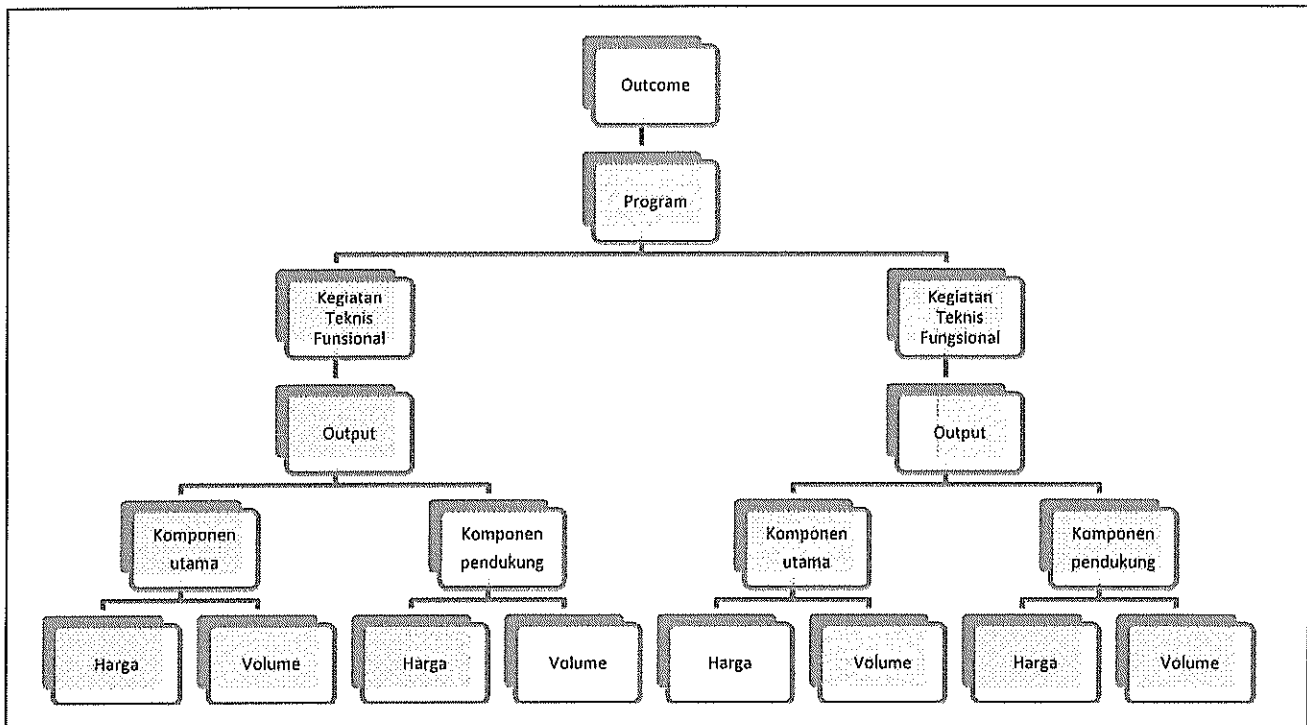 Outcome
Program
Kegiatan
Teknis
Funsional
Kegiatan
Teknis
Fungsional
Output
Output
Komponen
utama
Komponen
pendukung
Komponen
utama
Komponen
pendukung
Harga
Volume
Harga
Volume
Harga
Volume
Harga
Volume